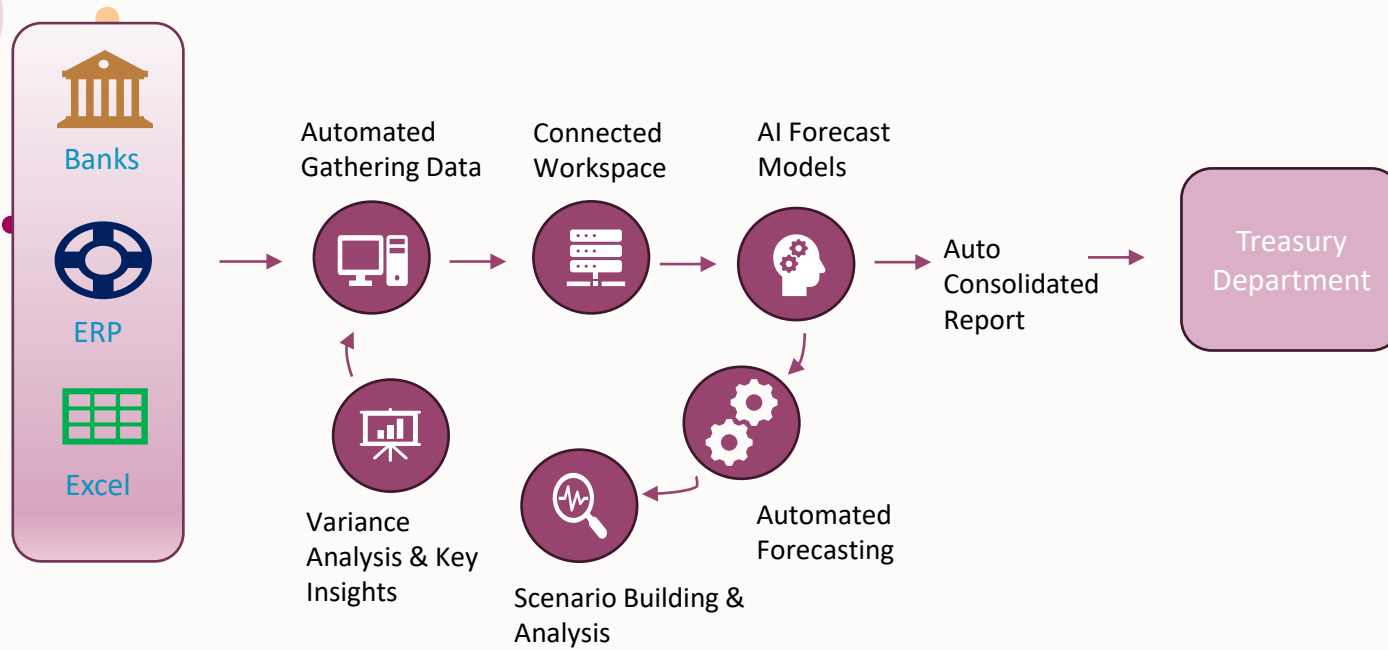 Banks
ERP
Excel
Automated
Gathering Data
Connected
Workspace
AI Forecast
Models
Auto
Consolidated
Report
Treasury
Department
Variance
Analysis & Key
Insights
Scenario Building &
Analysis
Automated
Forecasting